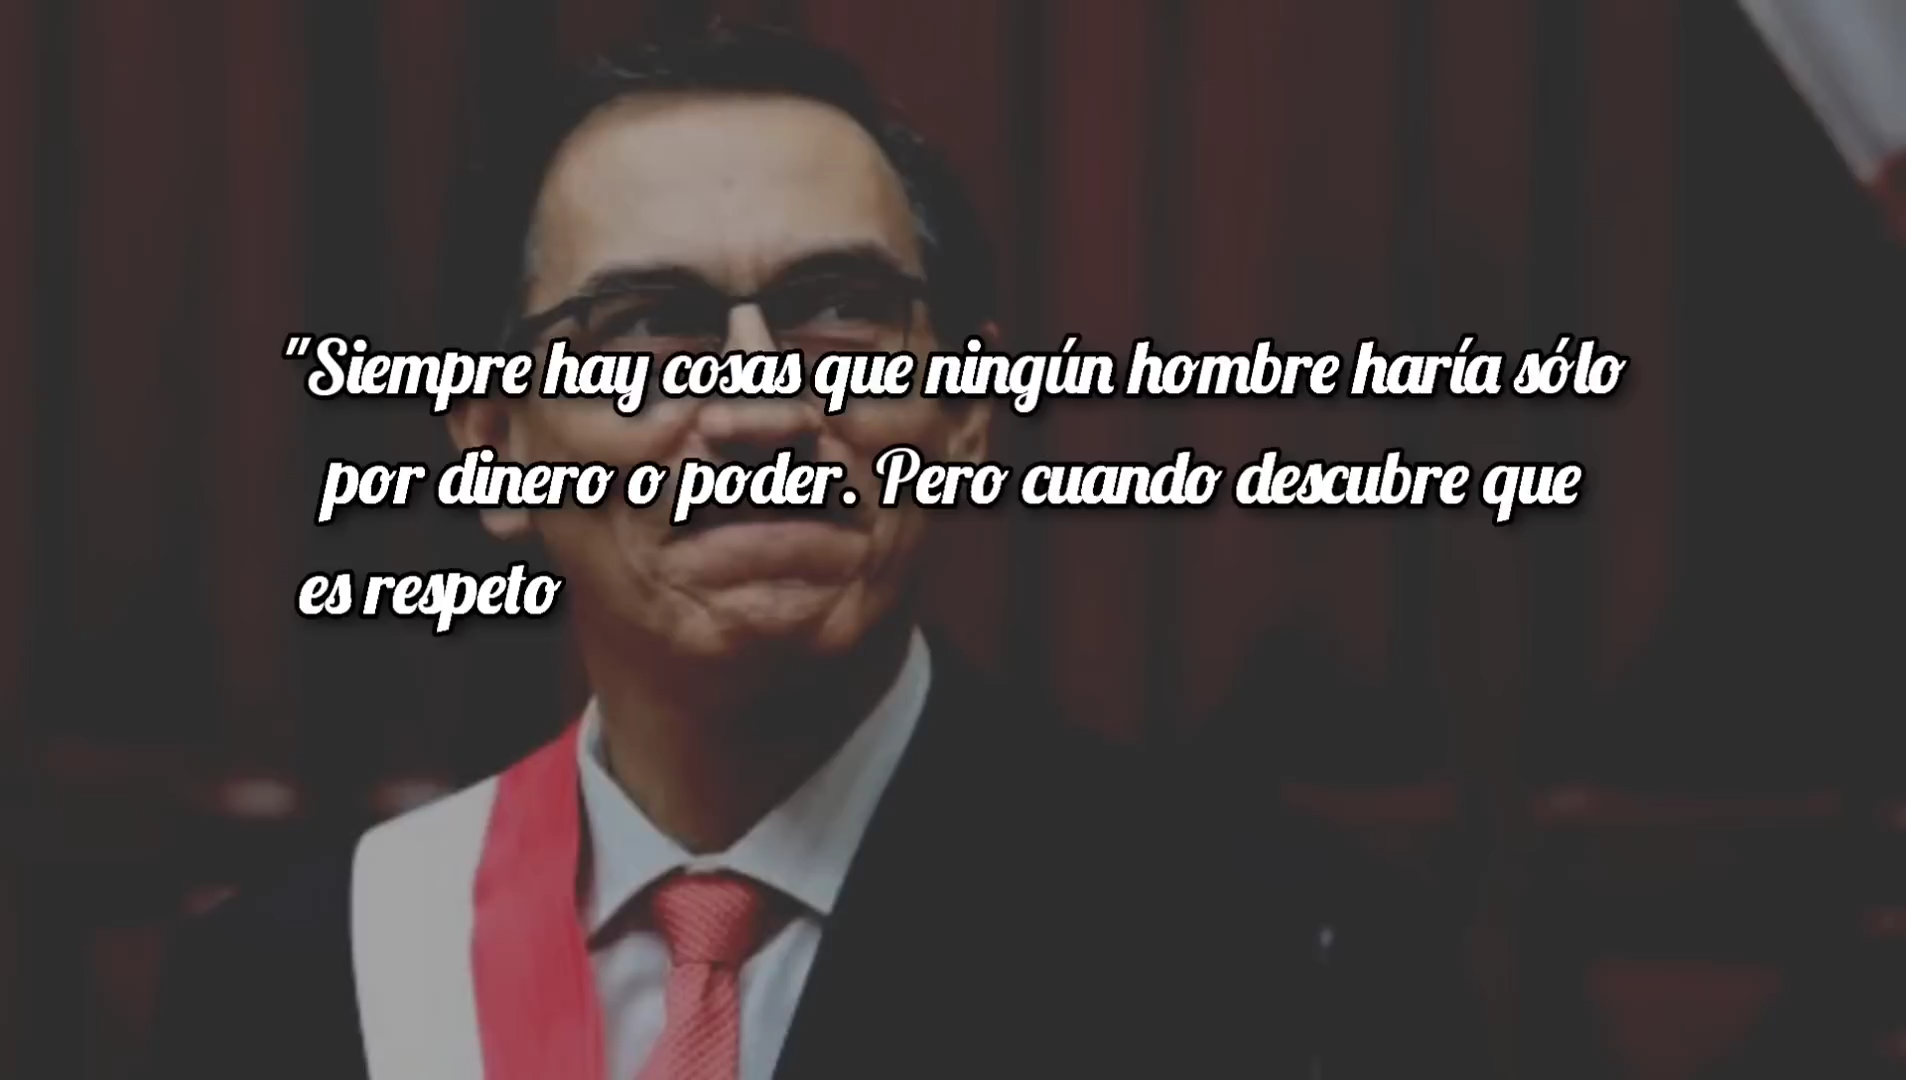 "Siempre hay cosas que ningún hombre haría sólo
por dinero o poder. Pero cuando descubre que
es respeto